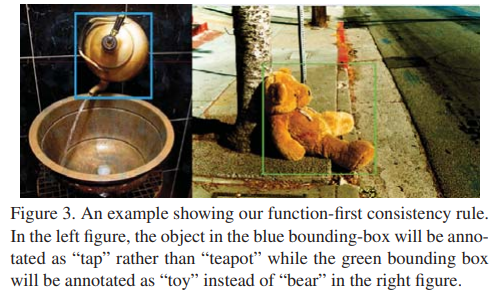 Figure 3. An example showing our function-first consistency rule.
In the left figure, the object in the blue bounding-box will be anno-
tated as “tap” rather than “teapot” while the green bounding box
will be annotated as “toy” instead of “bear” in the right figure.